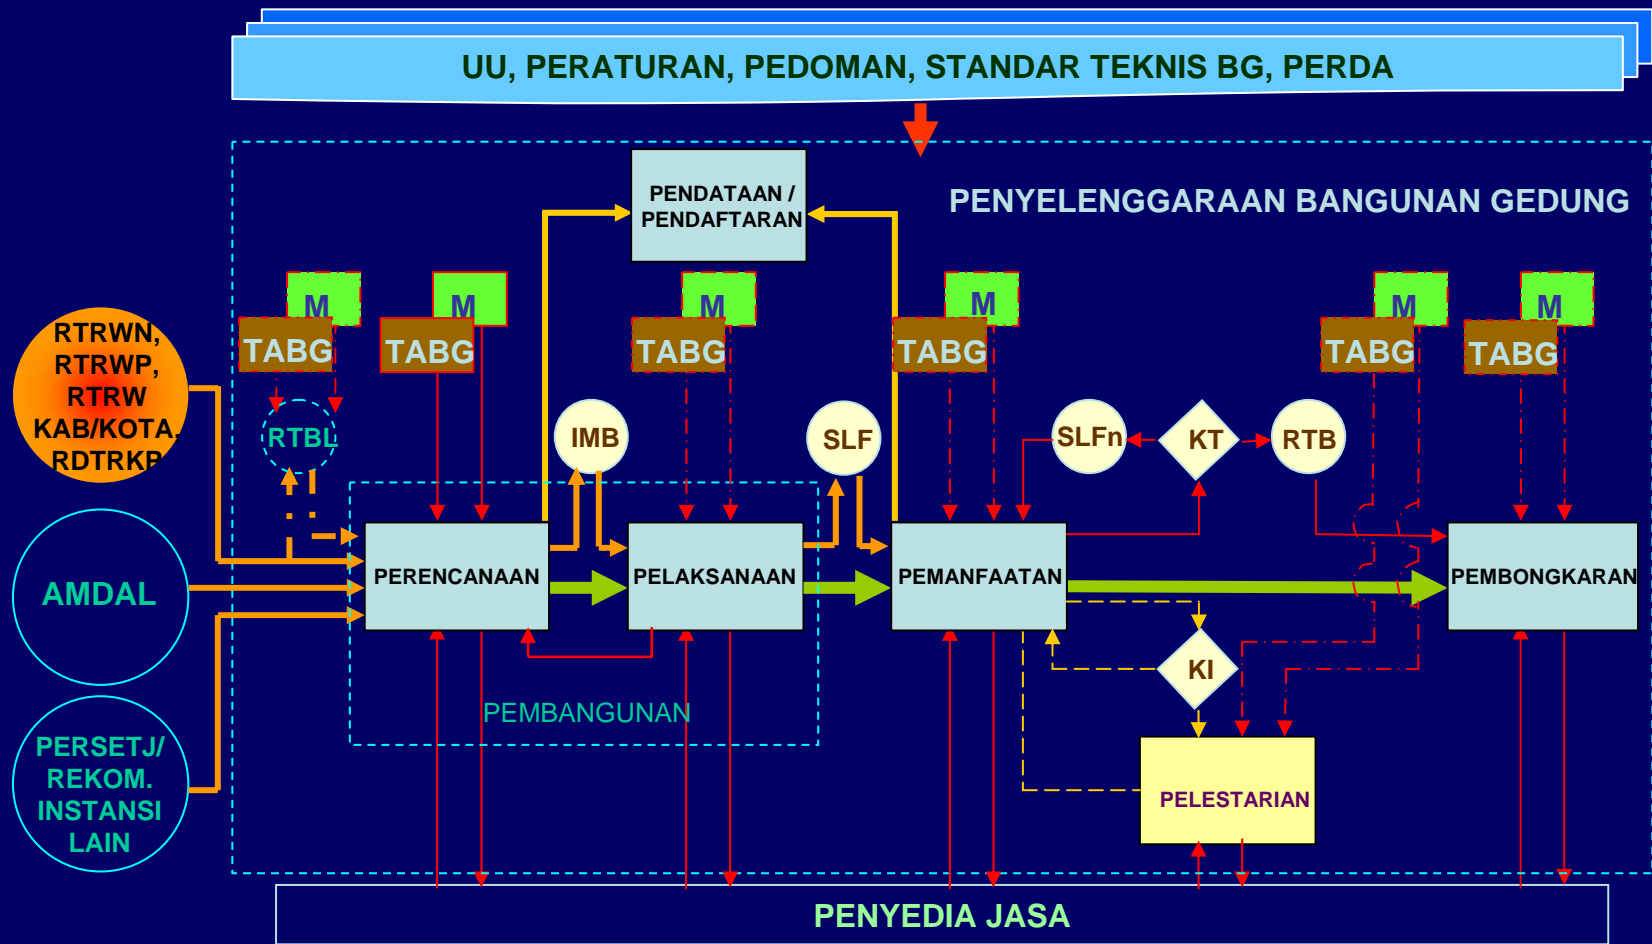 UU, PERATURAN, PEDOMAN, STANDAR TEKNIS BG, PERDA
PENDATAAN /
PENDAFTARAN
PENYELENGGARAAN BANGUNAN GEDUNG
M
TABG
M
TABG
M
TABG
M
TABG
M
TABG
M
TABG
RTRWN,
RTRWP,
RTRW
KAB/KOTA.
RDTRKP
RTBL
IMB
SLF
SLFn
KT
RTB
AMDAL
PERENCANAAN
PELAKSANAAN
PEMANFAATAN
PEMBONGKARAN
KI
PEMBANGUNAN
PERSETJ/
REKOM.
INSTANSI
LAIN
PELESTARIAN
PENYEDIA JASA